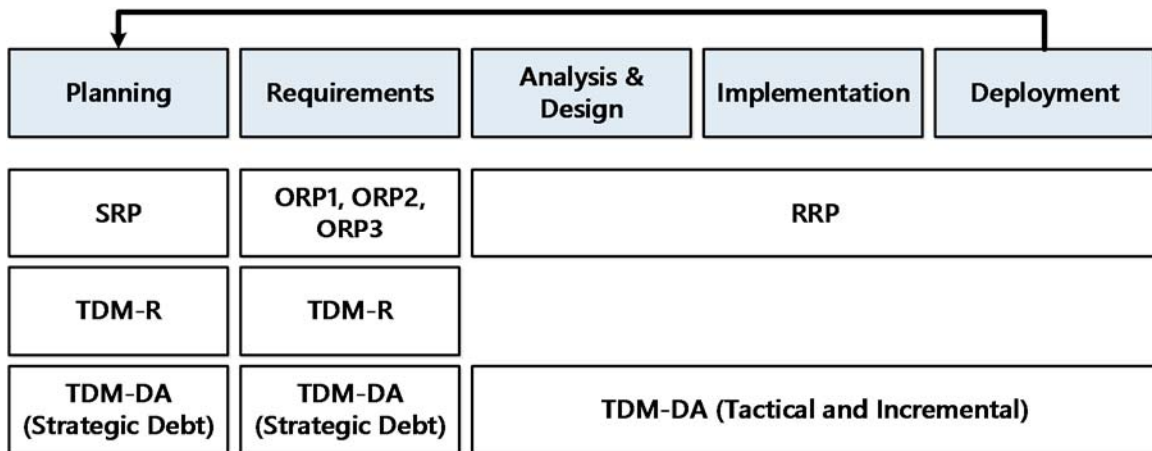 Planning
Requirements
Analysis &
Design
Implementation
Deployment
SRP
ORP1, ORP2,
ORP3
RRP
TDM-R
TDM-R
TDM-DA
(Strategic Debt)
TDM-DA
(Strategic Debt)
TDM-DA (Tactical and Incremental)